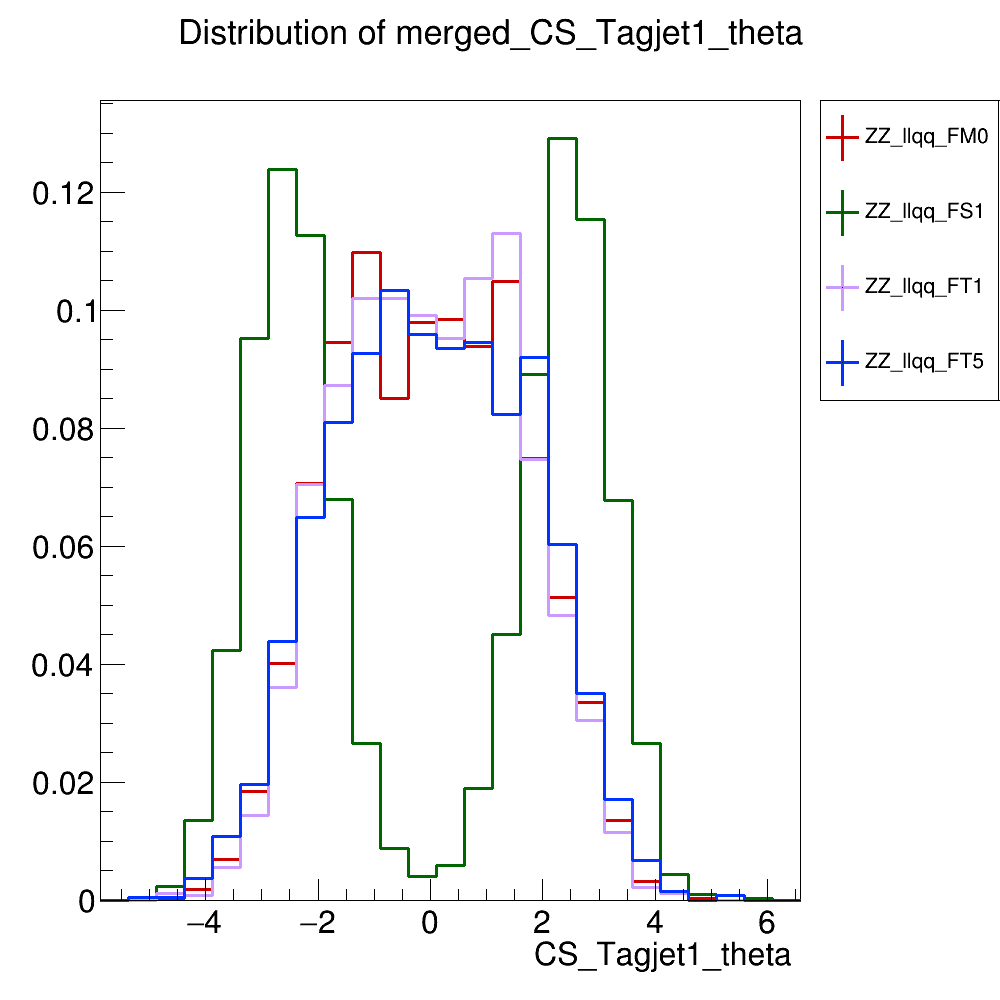 Distribution of merged_CS_Tagjet1_theta
ZZ_llqq_FM0
ZZ_llqq_FS1
ZZ_llqq_FT1
ZZ_llqq_FT5
0.12
0.1
0.08
0.06
0.04
0.02
0
−4 −2 0 2 4 6
CS_Tagjet1_theta